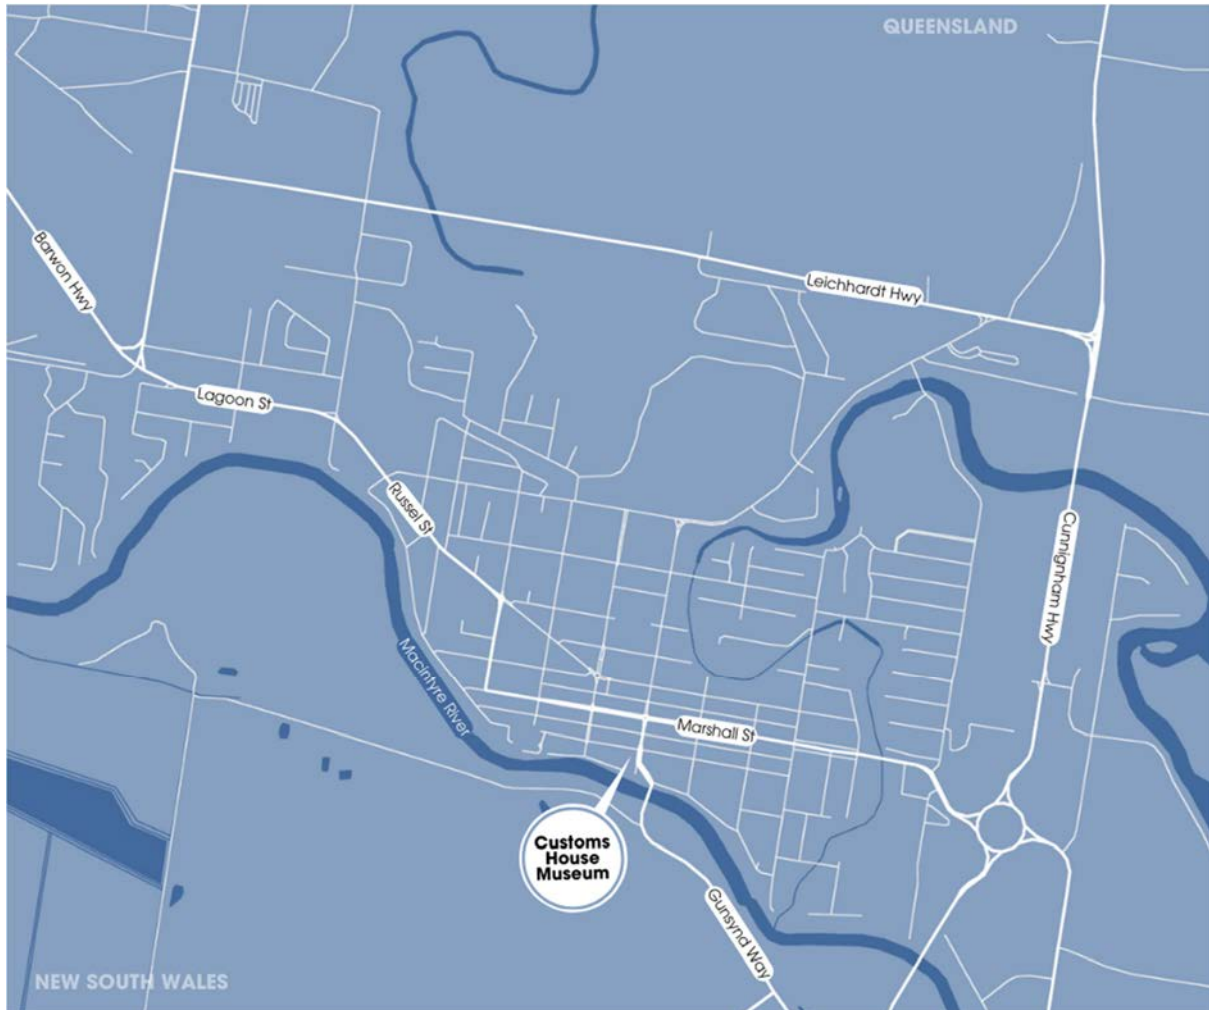 QUEENSLAND
Barwon Hwy
Leichhardt Hwy
Lagoon St
Russel St
Cunnignham Hwy
Macintyre River
Marshall St
Customs
House
Museum
Gunsynd Way
NEW SOUTH WALES